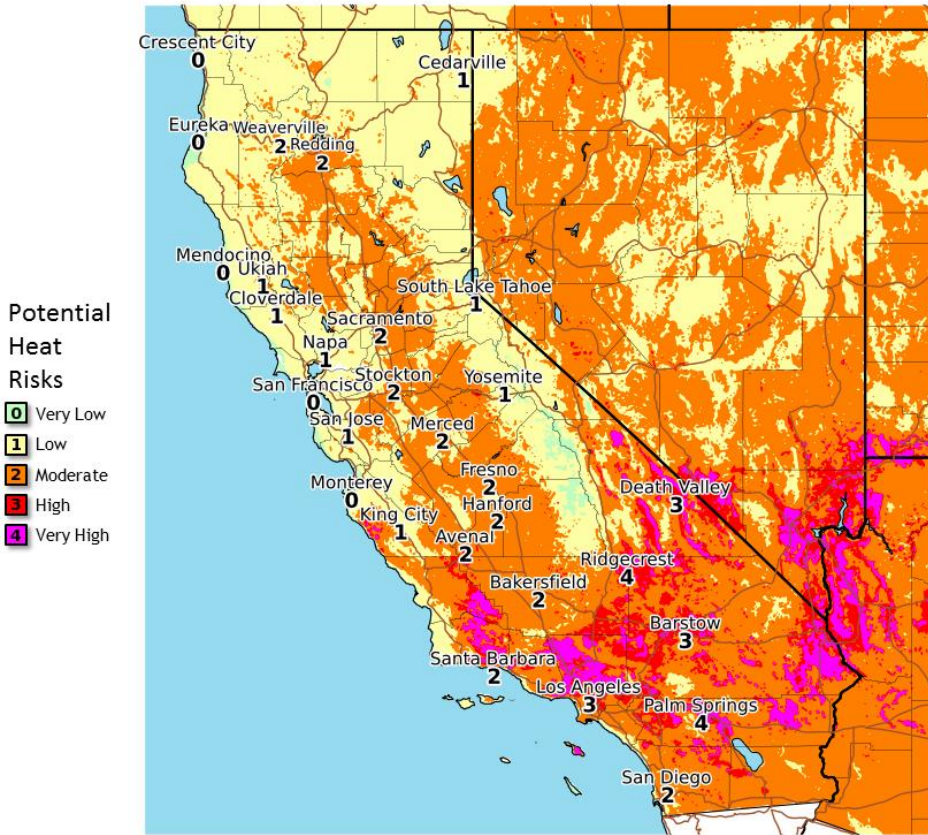 Crescent City
0
Cedarville
1
Eureka
0
Weaverville
2
Redding
2
Mendocino
0
Ukiah
1
Cloverdale
1
South Lake Tahoe
1
Sacramento
2
Napa
1
San Francisco
0
Stockton
2
Yosemite
1
San Jose
1
Merced
2
Monterey
0
Fresno
2
Death Valley
3
Hanford
2
King City
1
Avenal
2
Ridgecrest
4
Bakersfield
2
Barstow
3
Santa Barbara
2
Los Angeles
3
Palm Springs
4
San Diego
2
Potential
Heat
Risks
0 Very Low
1 Low
2 Moderate
3 High
4 Very High